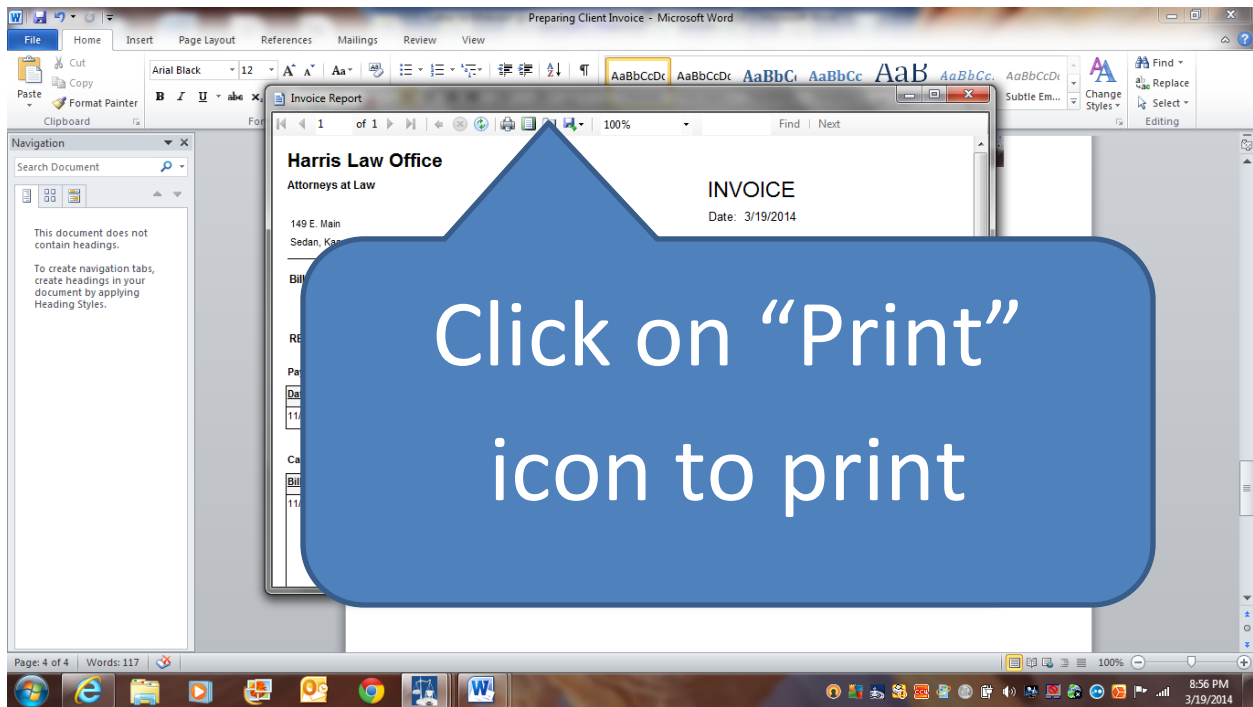 Preparing Client Invoice - Microsoft Word
File Home Insert Page Layout References Mailings Review View
Cut
Copy
Format Painter
Paste
Clipboard
Arial Black 12
AaBbCcDc AaBbCcDc AaBbC AaBbCc AaB AaBbCc. AaBbCcDc
Subtle Em...
Change
Styles
Find
Replace
Select
Editing
Navigation
Search Document
This document does not
contain headings.
To create navigation tabs,
create headings in your
document by applying
Heading Styles.
Invoice Report
1 of 1 100% Find | Next
Harris Law Office
Attorneys at Law
INVOICE
Date: 3/19/2014
149 E. Main
Sedan,
Click on “Print”
icon to print
Page: 4 of 4 Words: 117
100%
8:56 PM
3/19/2014